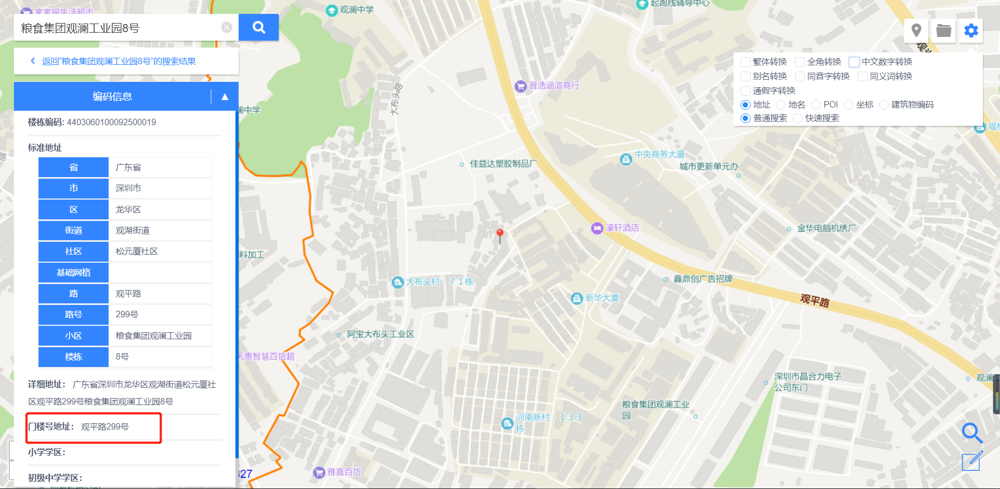 家家福生活超市
观澜中学
起跑线辅导中心
粮食集团观澜工业园8号
返回“粮食集团观澜工业园8号”的搜索结果
编码信息
楼栋编码: 4403060100092500019
标准地址
省 广东省
市 深圳市
区 龙华区
街道 观湖街道
社区 松元厦社区
基础网格
路 观平路
路号 299号
小区 粮食集团观澜工业园
楼栋 8号
详细地址： 广东省深圳市龙华区观湖街道松元厦社
区观平路299号粮食集团观澜工业园8号
门楼号地址： 观平路299号
小学学区：
初级中学学区：
繁体转换 全角转换 中文数字转换
别名转换 同音字转换 同义词转换
通假字转换
地址 地名 POI 坐标 建筑物编码
普通搜索 快速搜索
晋浩涵渲商行
大布头路
澜中学
路
中央商务大厦
佳益达塑胶制品厂
城市更新单元办
濠轩酒店
金华电脑机绣厂
料加工
大布头村-71栋
鑫鼎创广告招牌
新华大厦
观平路
阿宝大布头工业区
天惠智慧百货超
深圳市晶合力电子
公司东门
观澜
粮食集团观澜工业
园
河南新村-133
栋
雅嘉百货
327